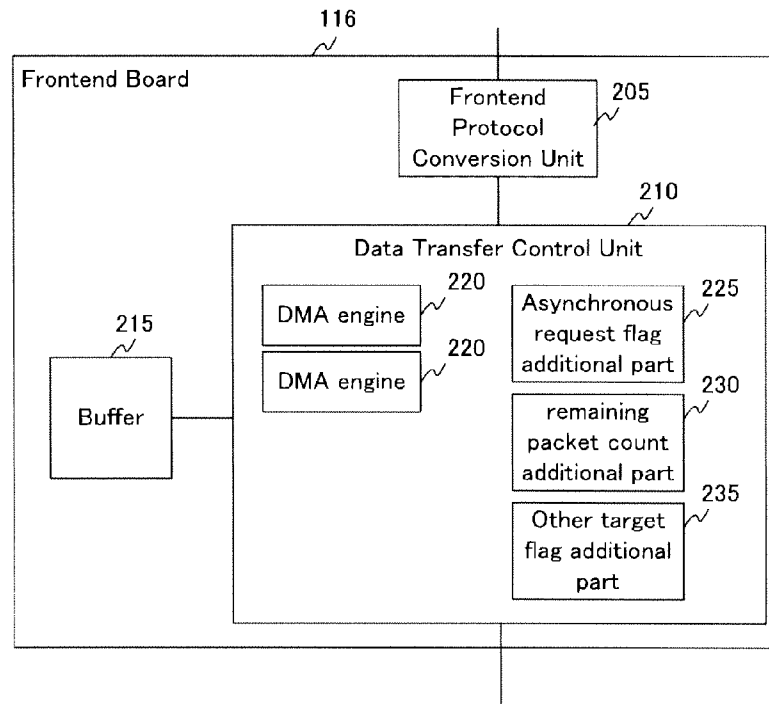 116
Frontend Board
205
Frontend
Protocol
Conversion Unit
210
Data Transfer Control Unit
220
DMA engine
225
Asynchronous
request flag
additional part
215
220
DMA engine
Buffer
230
remaining
packet count
additional part
235
Other target
flag additional
part